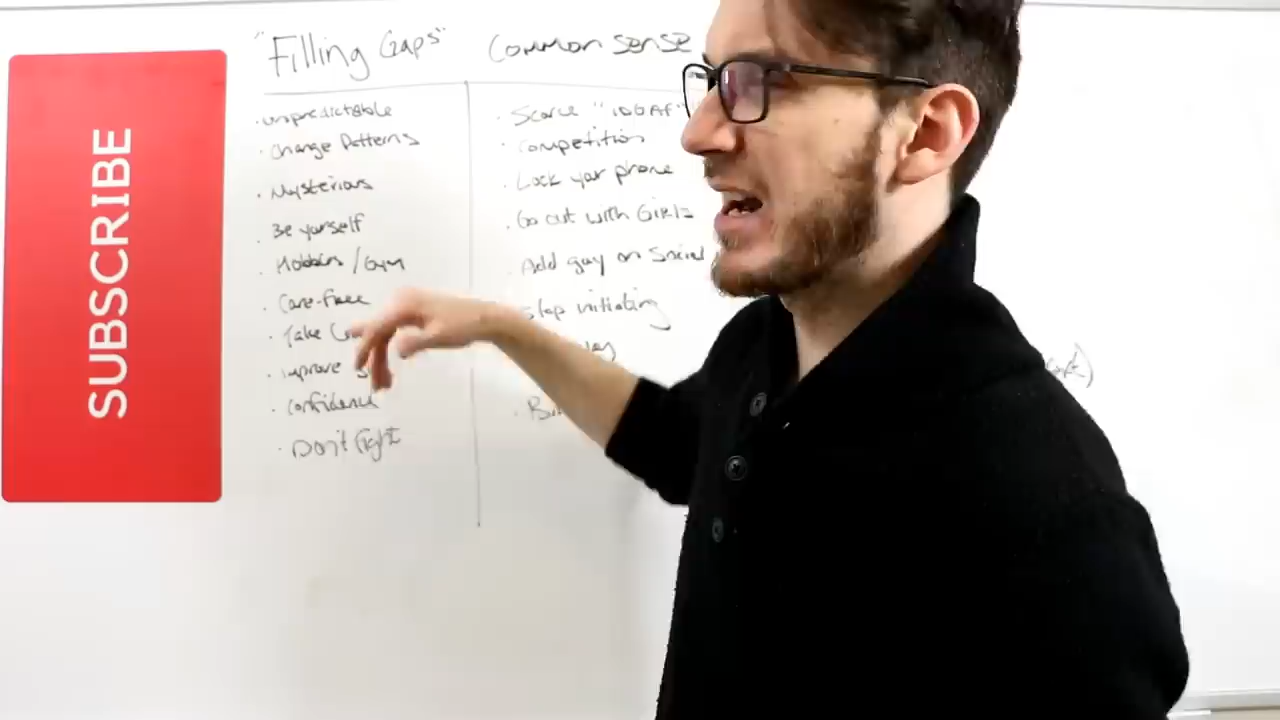 SUBSCRIBE
"Filling Gaps"
Common sense
• unpredictable
• Change Patterns
• Mysterious
• Be yourself
• Hobbies / Gym
• Care-free
• Take
• improve
• Confidence
• Don't fight
• Scarce "IDGAF"
• Competition
• Lock your phone
• Go out with Girls
• Add guy on Social
• Stop initiating